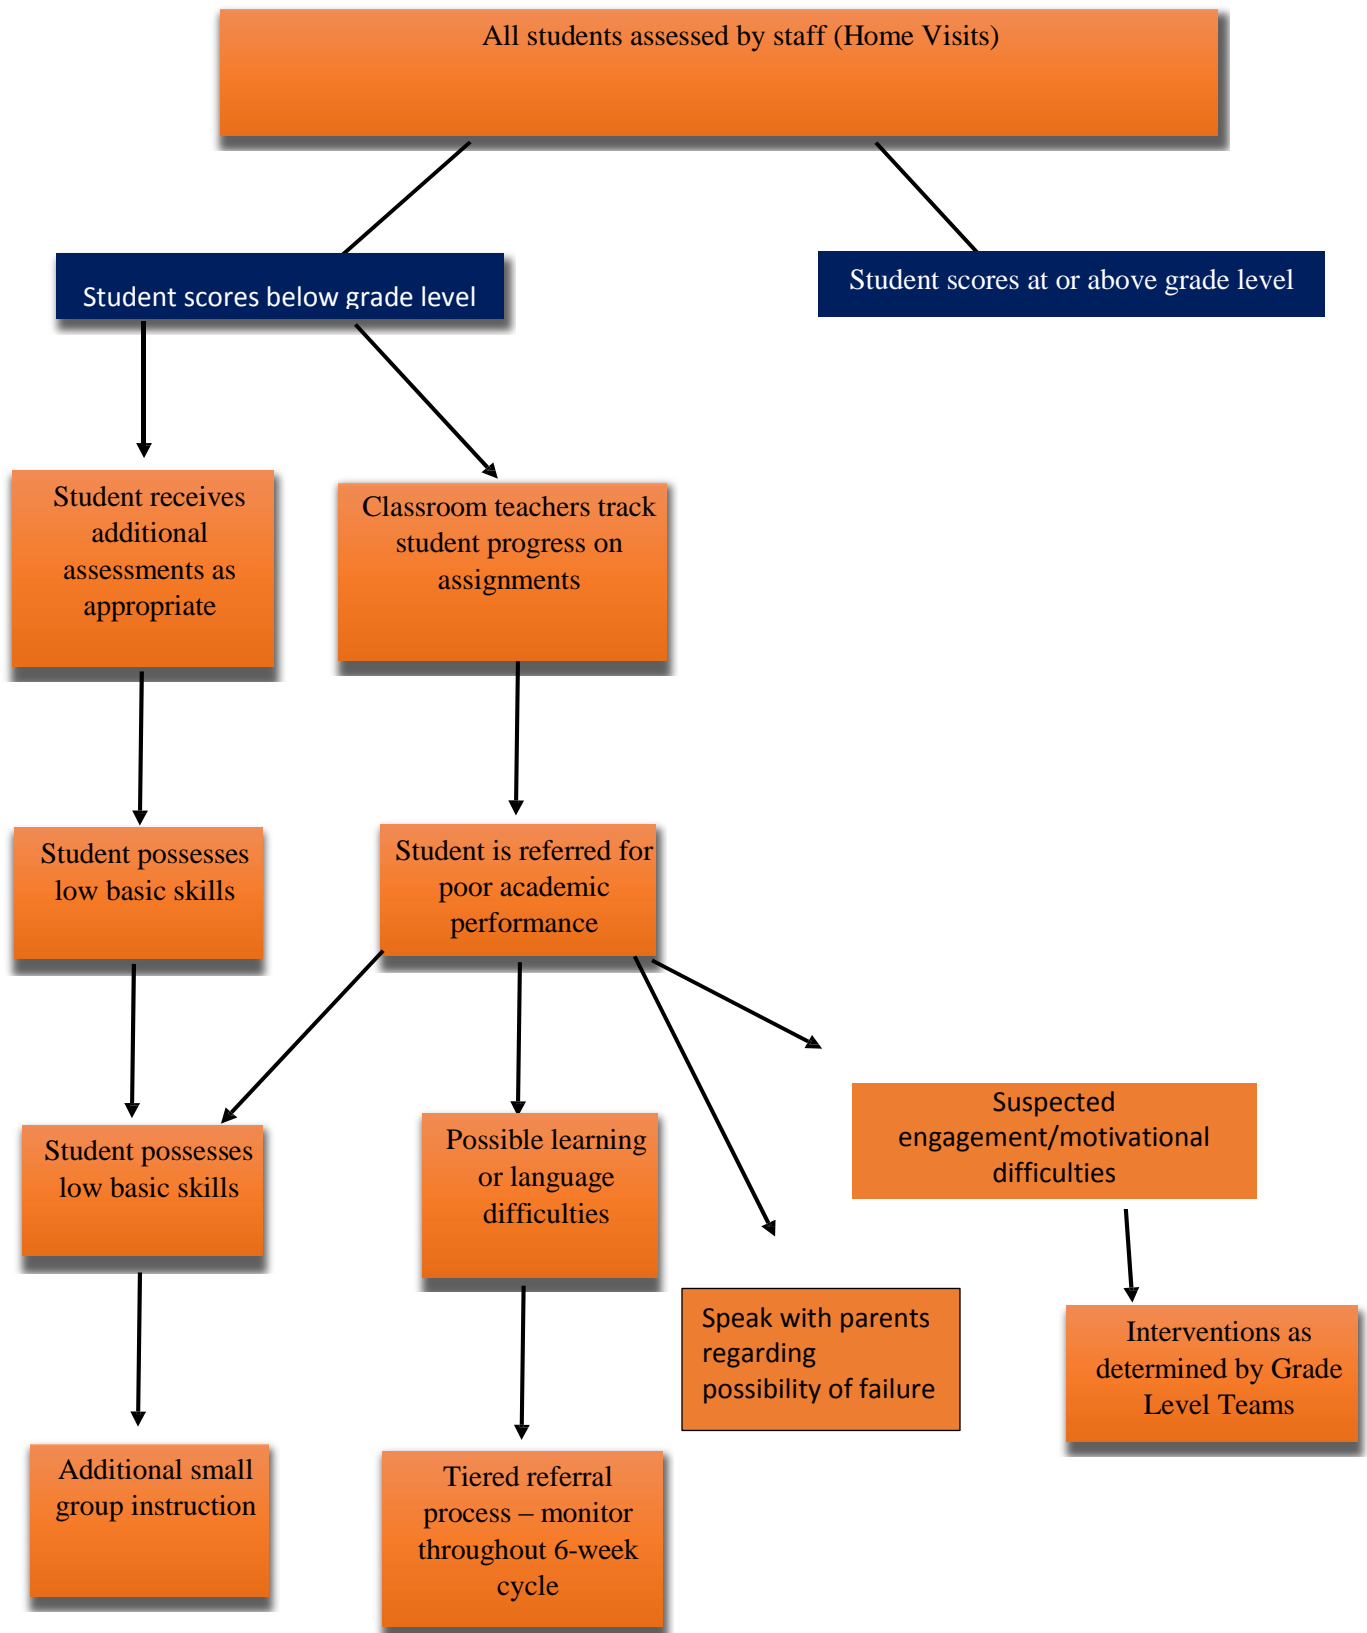 All students assessed by staff (Home Visits)
Student scores below grade level
Student scores at or above grade level
Student receives
additional
assessments as
appropriate
Classroom teachers track
student progress on
assignments
Student possesses
low basic skills
Student is referred for
poor academic
performance
Student possesses
low basic skills
Possible learning
or language
difficulties
Suspected
engagement/motivational
difficulties
Speak with parents
regarding
possibility of failure
Interventions as
determined by Grade
Level Teams
Additional small
group instruction
Tiered referral
process – monitor
throughout 6-week
cycle